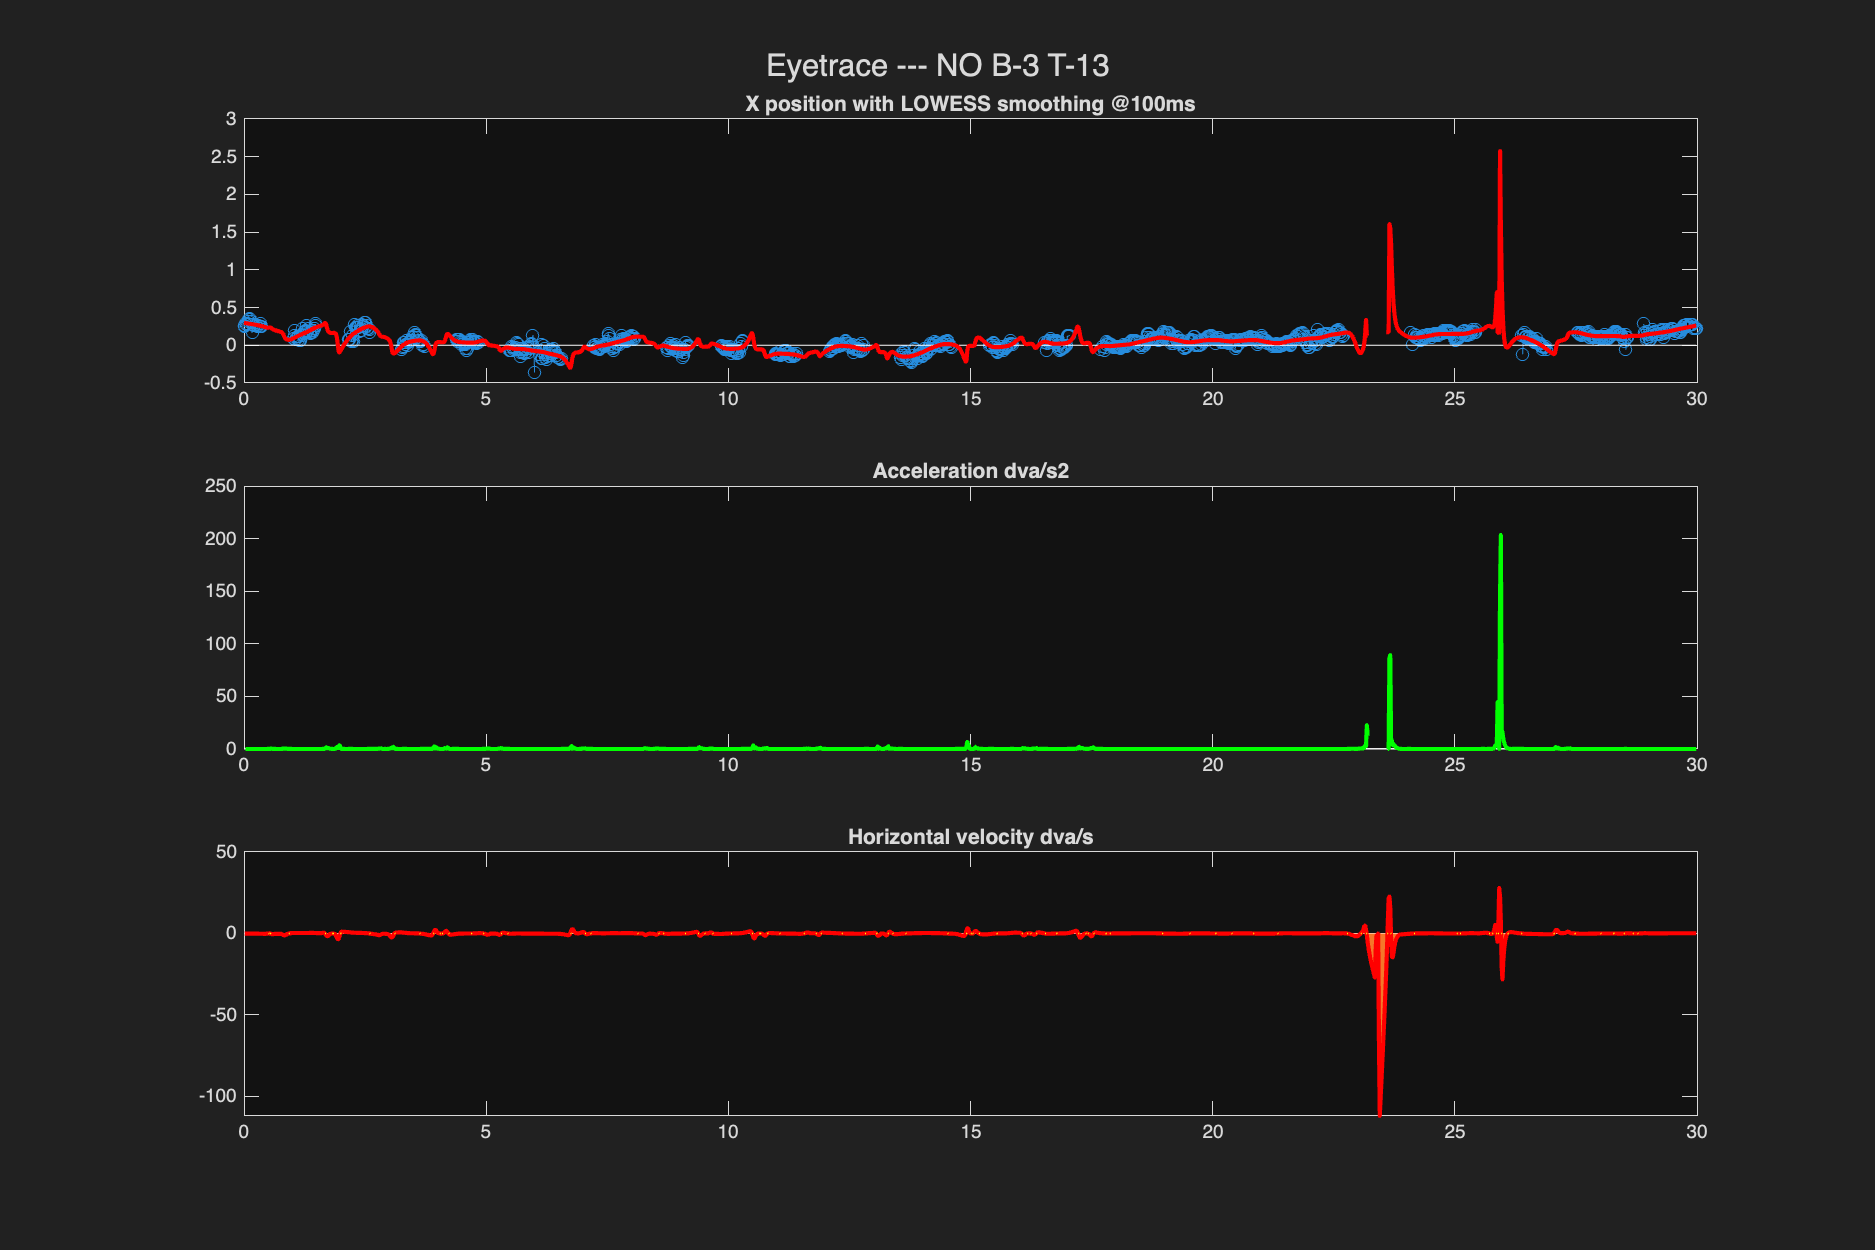 Eyetrace --- NO B-3 T-13
X position with LOWESS smoothing @100ms
3
2.5
2
1.5
1
0.5
0
-0.5
0 5 10 15 20 25 30
Acceleration dva/s2
250
200
150
100
50
0
0 5 10 15 20 25 30
Horizontal velocity dva/s
50
0
-50
-100
0 5 10 15 20 25 30